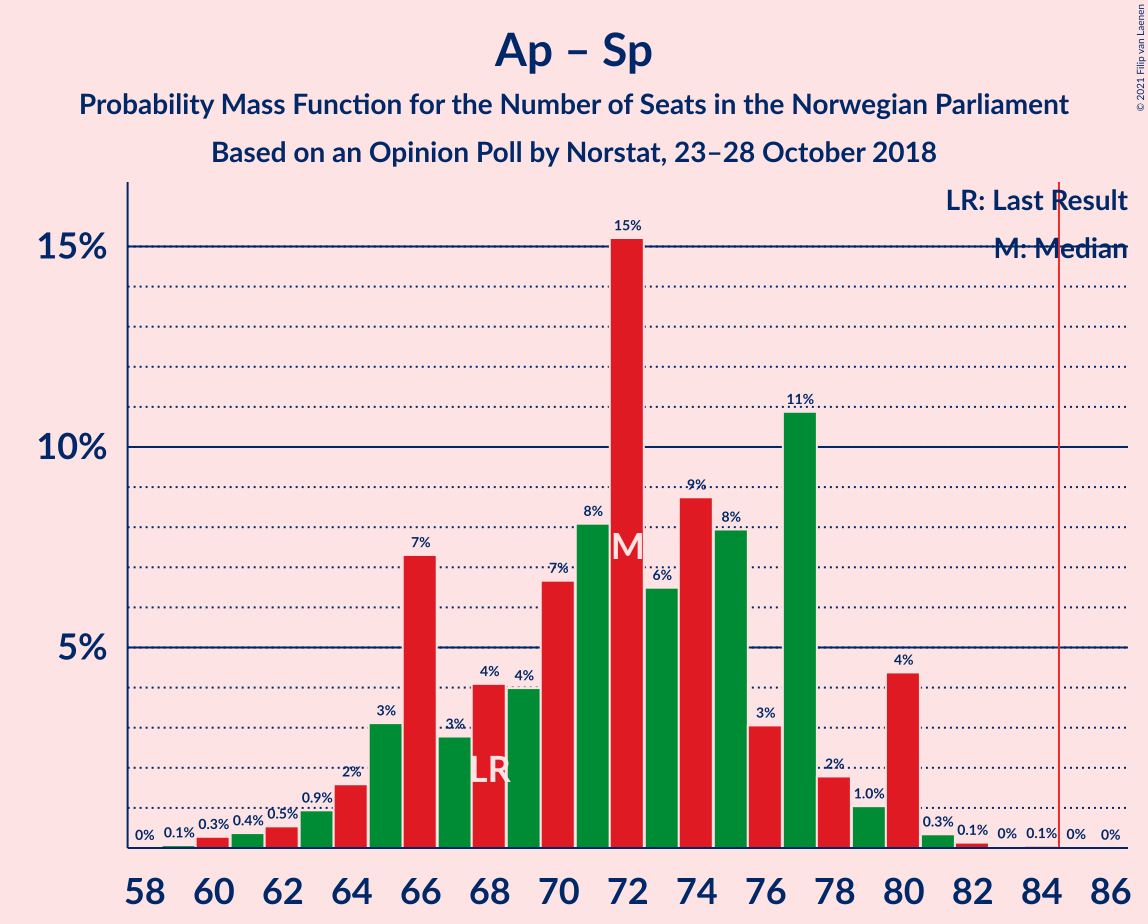 Ap – Sp
Probability Mass Function for the Number of Seats in the Norwegian Parliament
Based on an Opinion Poll by Norstat, 23–28 October 2018
© 2021 Filip van Laenen
LR: Last Result
M: Median
15%
10%
5%
0% 0.1% 0.3% 0.4% 0.5% 0.9% 2% 3% 7% 3% 4% 4% 7% 8% 15% 6% 9% 8% 3% 11% 2% 1.0% 4% 0.3% 0.1% 0% 0.1% 0% 0%
M
LR
58 60 62 64 66 68 70 72 74 76 78 80 82 84 86